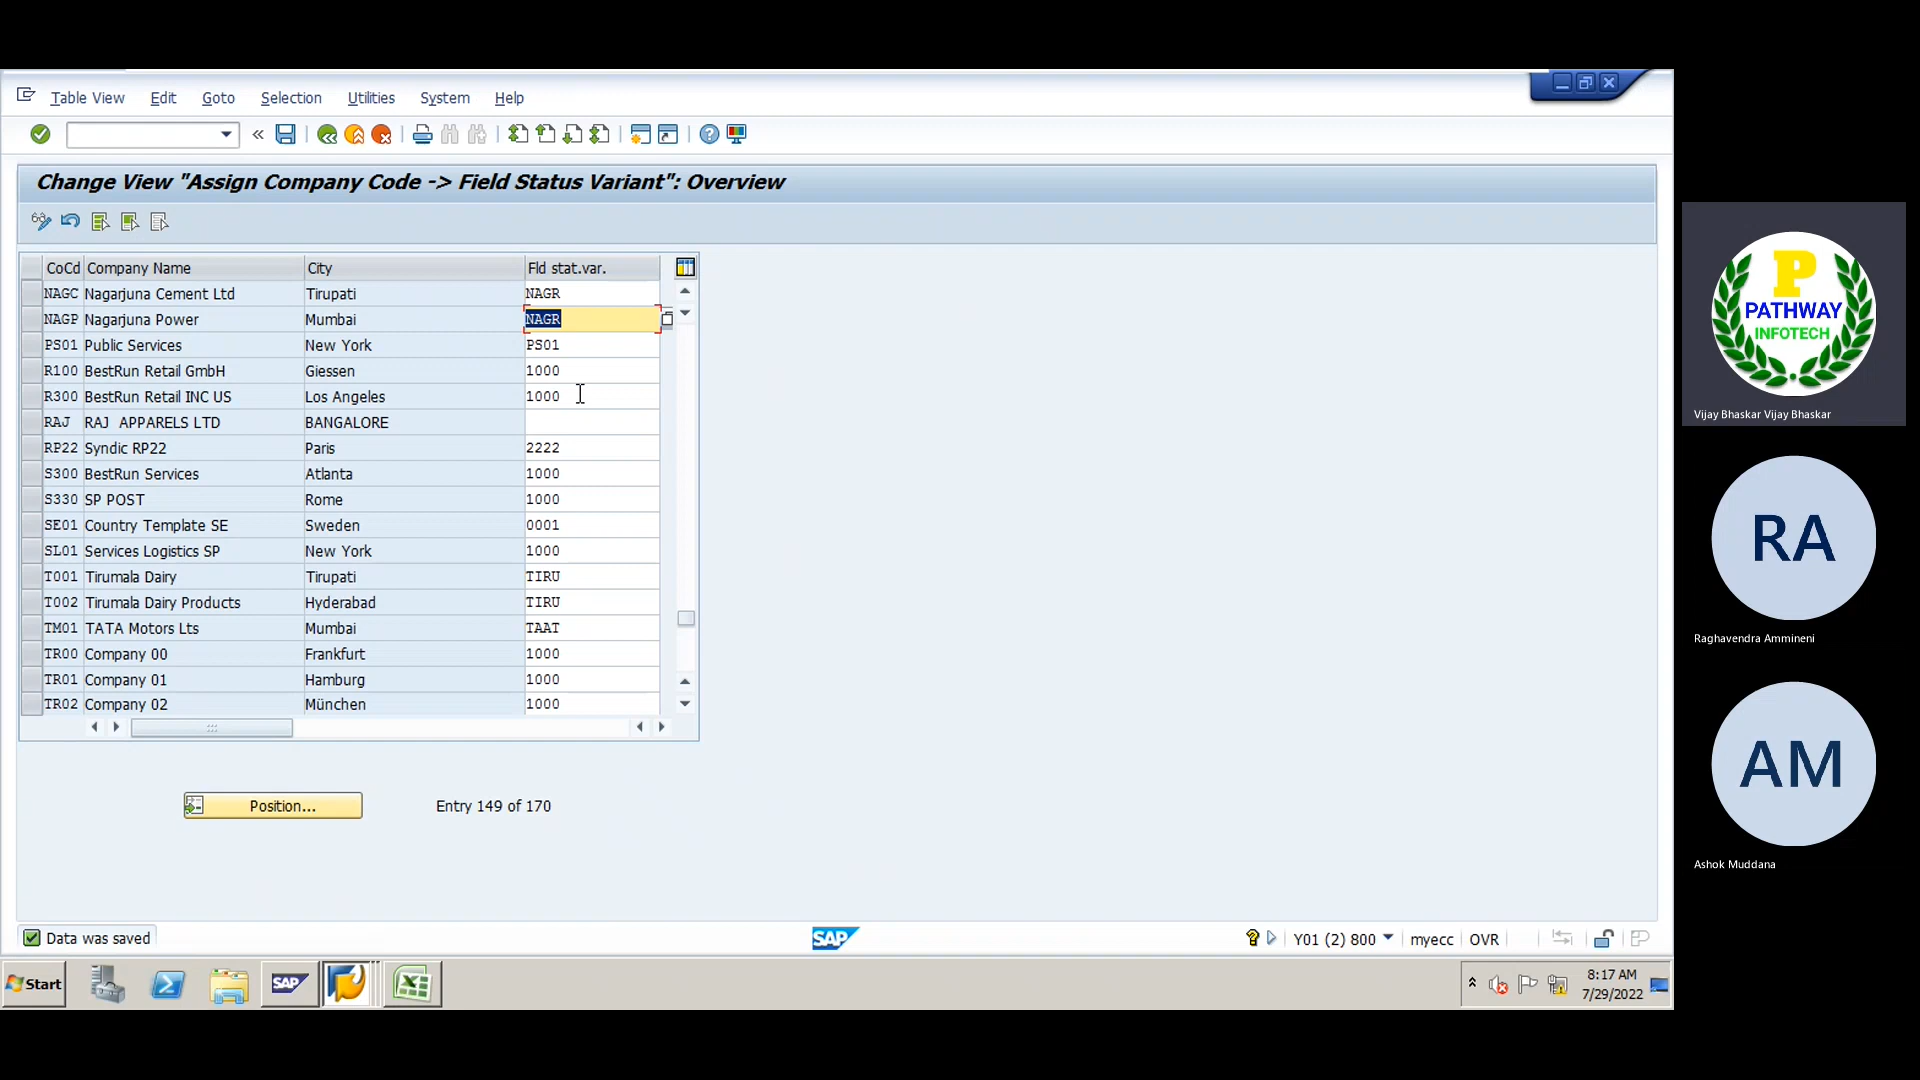 Table View Edit Goto Selection Utilities System Help
Change View "Assign Company Code -> Field Status Variant": Overview
CoCd Company Name City Fld stat.var.
NAGC Nagarjuna Cement Ltd Tirupati NAGR
NAGP Nagarjuna Power Mumbai NAGR
PS01 Public Services New York PS01
R100 BestRun Retail GmbH Giessen 1000
R300 BestRun Retail INC US Los Angeles 1000
RAJ RAJ APPARELS LTD BANGALORE
RP22 Syndic RP22 Paris 2222
S300 BestRun Services Atlanta 1000
S330 SP POST Rome 1000
SE01 Country Template SE Sweden 0001
SL01 Services Logistics SP New York 1000
T001 Tirumala Dairy Tirupati TIRU
T002 Tirumala Dairy Products Hyderabad TIRU
TM01 TATA Motors Lts Mumbai TAAT
TR00 Company 00 Frankfurt 1000
TR01 Company 01 Hamburg 1000
TR02 Company 02 München 1000
Position... Entry 149 of 170
Data was saved SAP Y01 (2) 800 myecc OVR
Start SAP 8:17 AM
7/29/2022
P
PATHWAY
INFOTECH
Vijay Bhaskar Vijay Bhaskar
RA
Raghavendra Ammineni
AM
Ashok Muddana